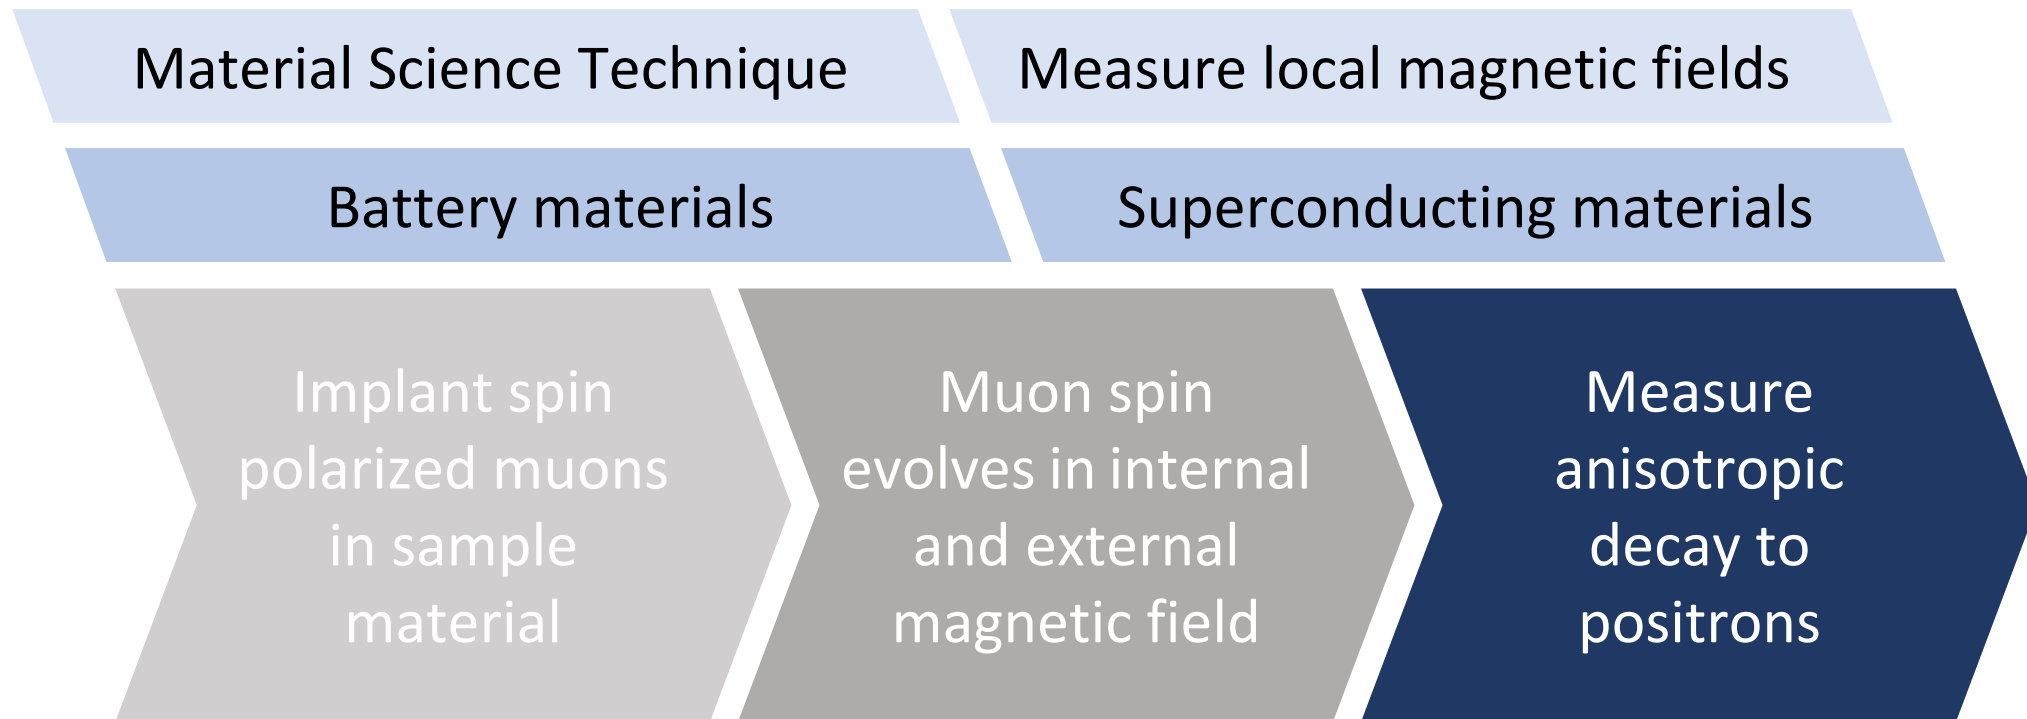 Material Science Technique
Measure local magnetic fields
Battery materials
Superconducting materials
Implant spin
polarized muons
in sample
material
Muon spin
evolves in internal
and external
magnetic field
Measure
anisotropic
decay to
positrons